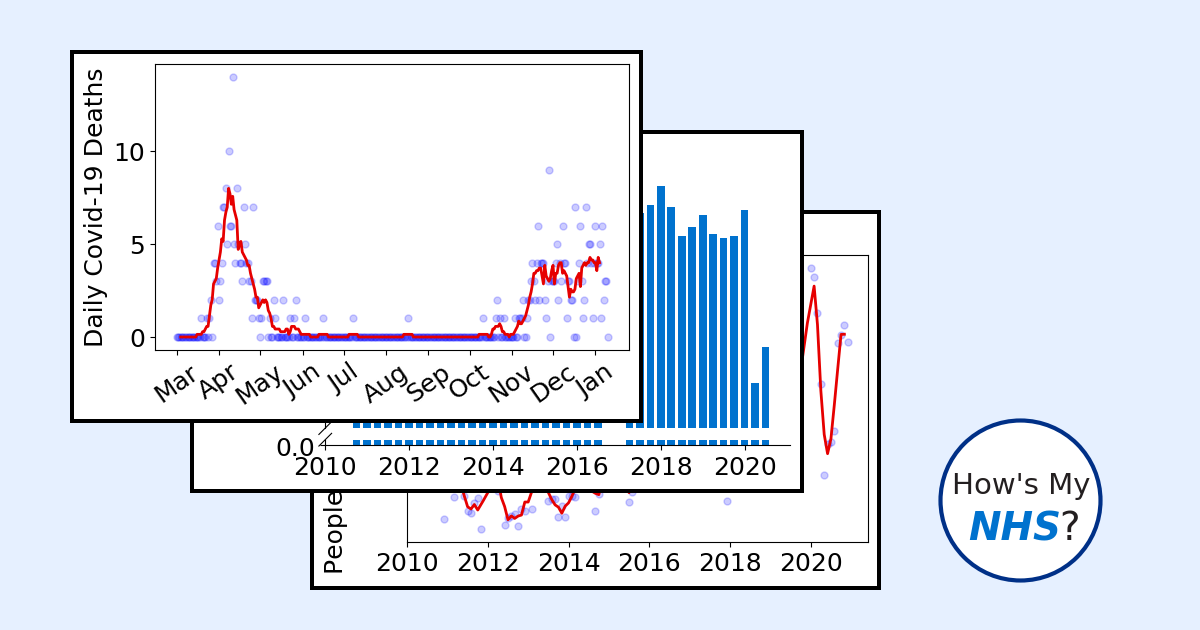 Daily Covid-19 Deaths
10
5
0
Mar Apr May Jun Jul Aug Sep Oct Nov Dec Jan
0.0
2010 2012 2014 2016 2018 2020
People
2010 2012 2014 2016 2018 2020
How's My
NHS?